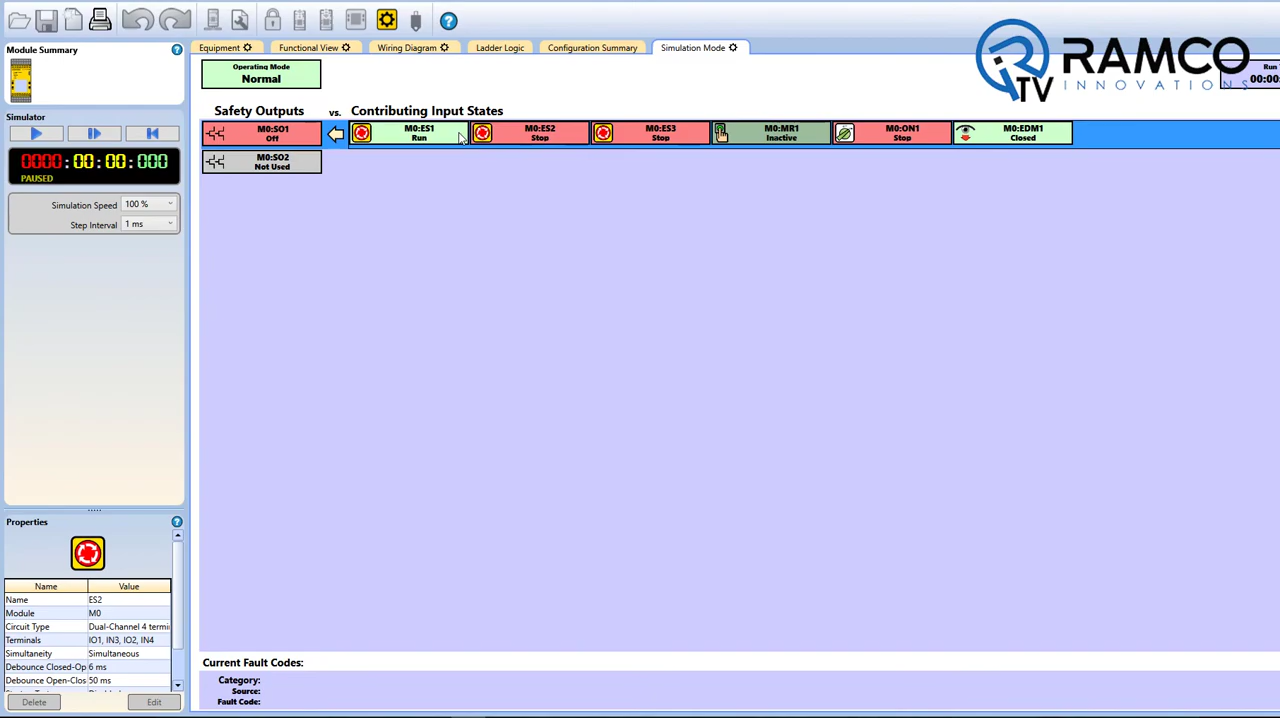 Module Summary
Simulator
0000:00:00:000
PAUSED
Simulation Speed 100 %
Step Interval 1 ms
Properties
Name Value
Name ES2
Module M0
Circuit Type Dual-Channel 4 termi
Terminals IO1, IN3, IO2, IN4
Simultaneity Simultaneous
Debounce Closed-Op 6 ms
Debounce Open-Clos 50 ms
Delete Edit
Equipment Functional View Wiring Diagram Ladder Logic Configuration Summary Simulation Mode
Operating Mode
Normal
RAMCO
TV INNOVATIONS
Run
00:00:
Safety Outputs vs. Contributing Input States
M0:SO1
Off
M0:ES1
Run
M0:ES2
Stop
M0:ES3
Stop
M0:MR1
Inactive
M0:ON1
Stop
M0:EDM1
Closed
M0:SO2
Not Used
Current Fault Codes:
Category:
Source:
Fault Code: